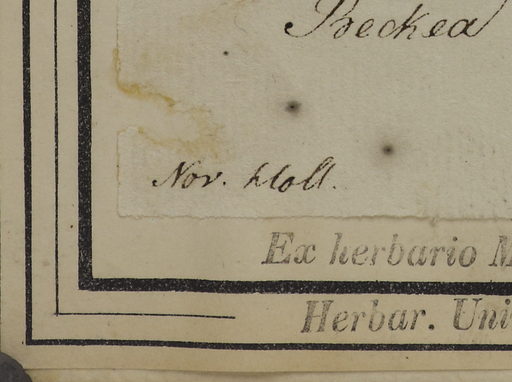 Beckea
Nov. Holl.
Ex herbario M
Herbar. Uni